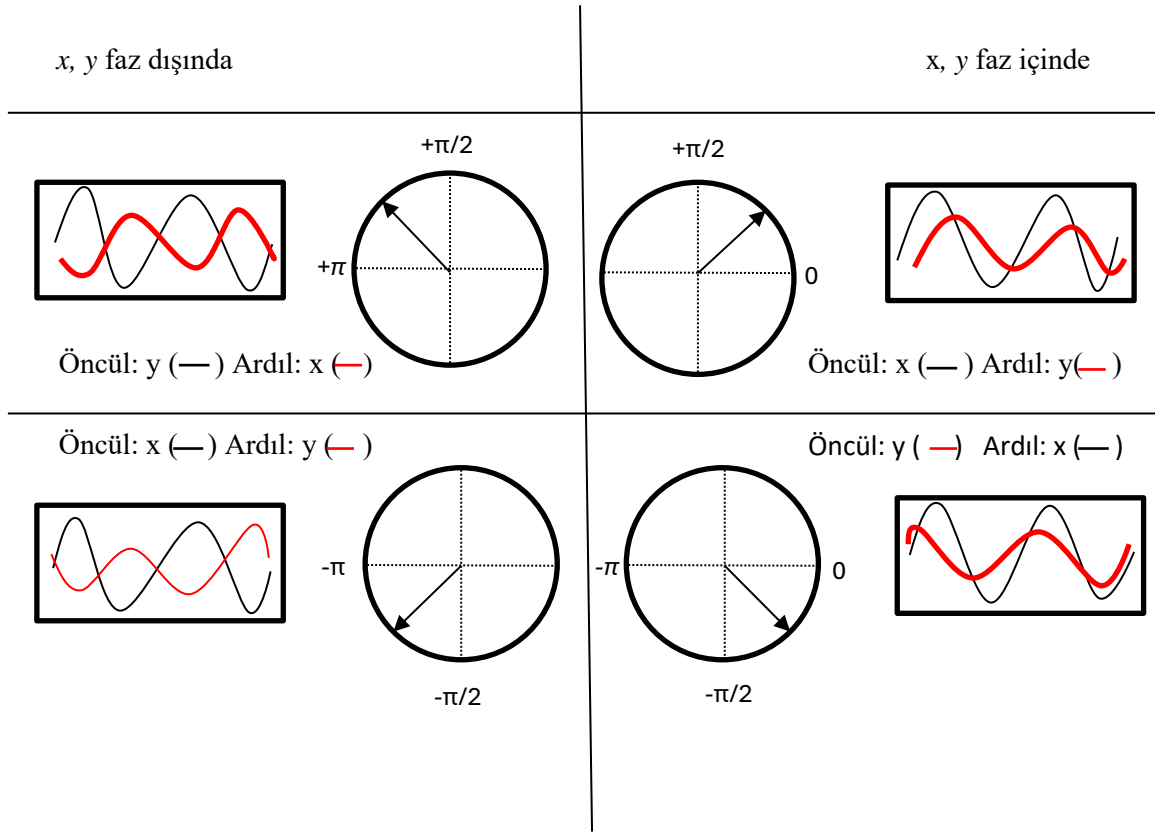 x, y faz dışında
x, y faz içinde
+π/2
+π/2
+π
0
Öncül: y (— ) Ardıl: x (—)
Öncül: x (— ) Ardıl: y(— )
Öncül: x (— ) Ardıl: y (— )
Öncül: y ( —) Ardıl: x (— )
-π
-π
0
-π/2
-π/2